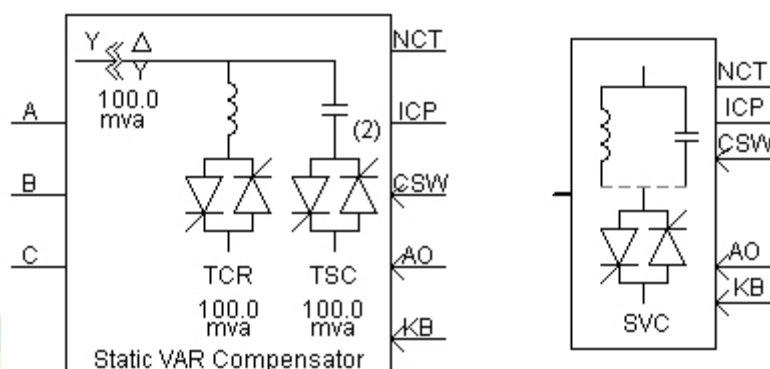 Y Δ
Y
100.0
mva
A
B
C
(2)
TCR
100.0
mva
TSC
100.0
mva
Static VAR Compensator
NCT
ICP
CSW
AO
KB
NCT
ICP
CSW
AO
KB
SVC